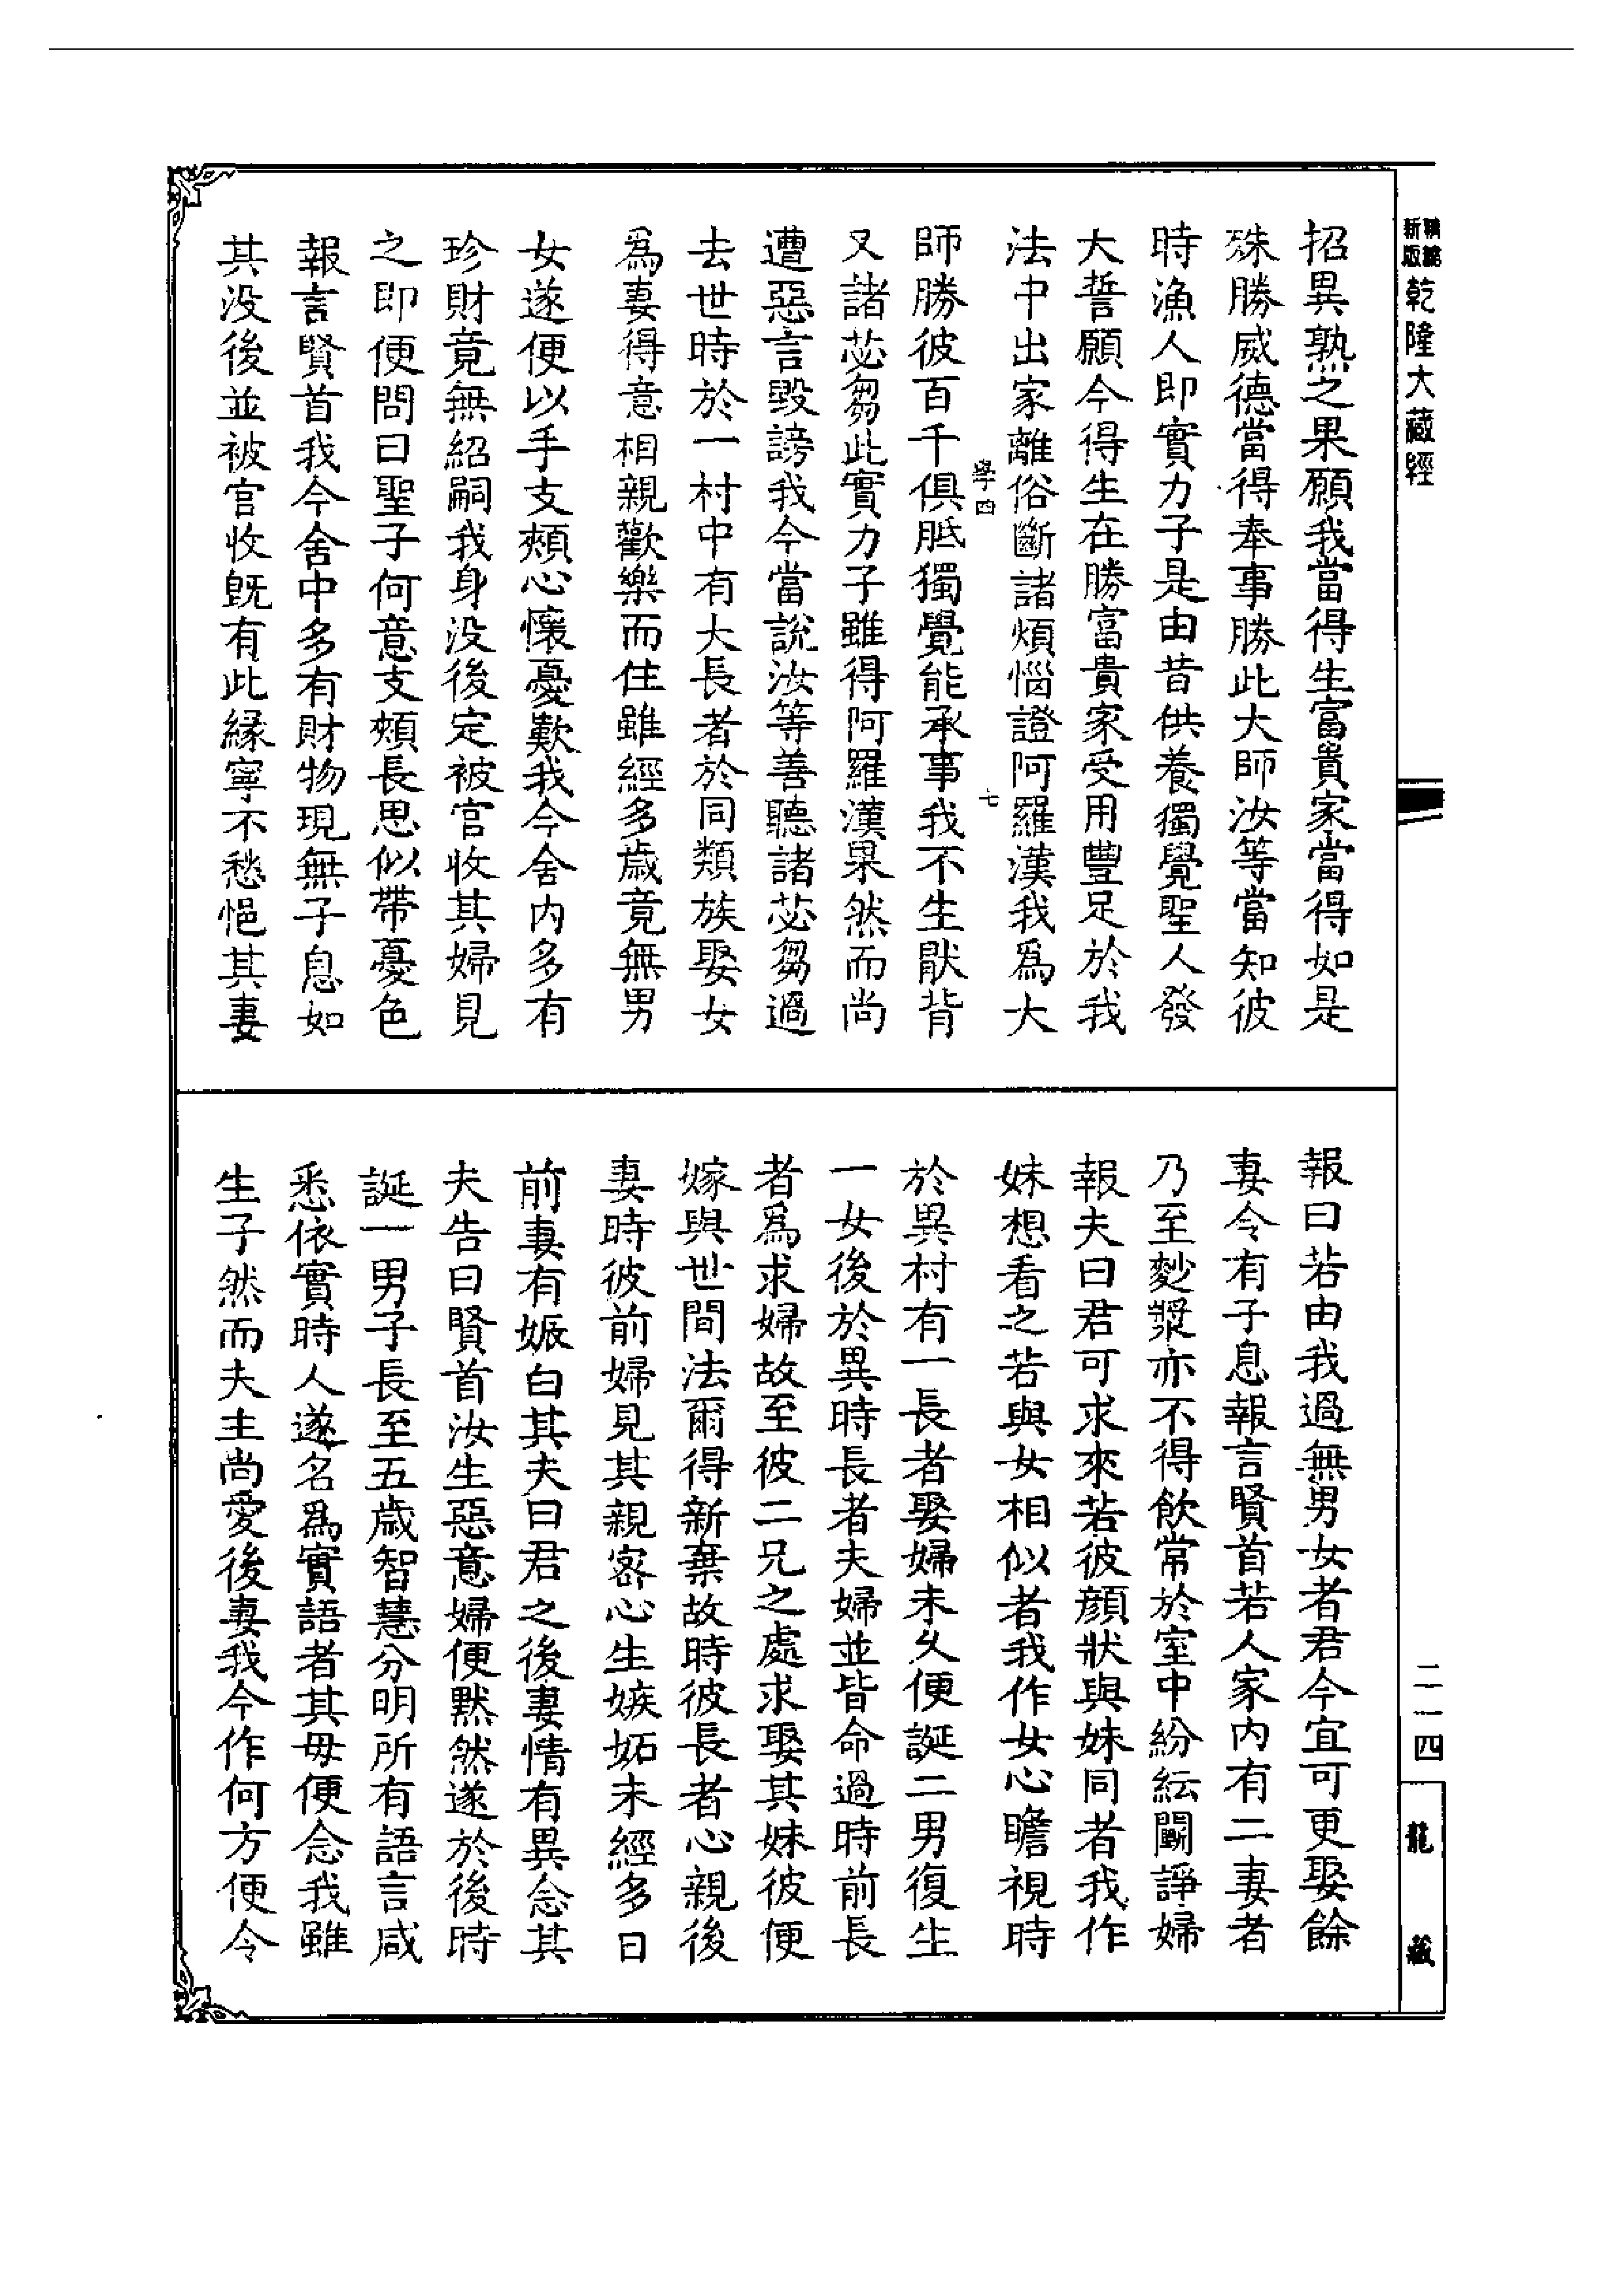 新編
新版
乾隆大藏經
招異熟之果願我當得生富貴家當得如是
殊勝威德當得奉事勝此大師汝等當知彼
時漁人即實力子是由昔供養獨覺聖人發
大誓願今得生在勝富貴家受用豐足於我
法中出家離俗斷諸煩惱證阿羅漢我爲大
學四 七
師勝彼百千俱胝獨覺能承事我不生猒背
又諸苾芻此實力子雖得阿羅漢果然而尚
遭惡言毀謗我今當說汝等善聽諸苾芻過
去世時於一村中有大長者於同類族娶女
爲妻得意相親歡樂而住雖經多歳竟無男
女遂便以手支頰心懷憂歎我今舍内多有
珍財竟無紹嗣我身没後定被官收其婦見
之即便問曰聖子何意支頰長思似帶憂色
報言賢首我今舍中多有財物現無子息如
其没後並被官收旣有此縁寧不愁悒其妻
報曰若由我過無男女者君今宜可更娶餘
妻令有子息報言賢首若人家内有二妻者
乃至麨漿亦不得飲常於室中紛紜鬭諍婦
報夫曰君可求來若彼顔狀與妹同者我作
妹想看之若與女相似者我作女心瞻視時
於異村有一長者娶婦未久便誕二男復生
一女後於異時長者夫婦並皆命過時前長
者爲求婦故至彼二兄之處求娶其妹彼便
嫁與世間法爾得新棄故時彼長者心親後
妻時彼前婦見其親密心生嫉妬未經多日
前妻有娠白其夫曰君之後妻情有異念其
夫告曰賢首汝生惡意婦便默然遂於後時
誕一男子長至五歳智慧分明所有語言咸
悉依實時人遂名爲實語者其母便念我雖
生子然而夫主尚愛後妻我今作何方便令
二一四
龍藏